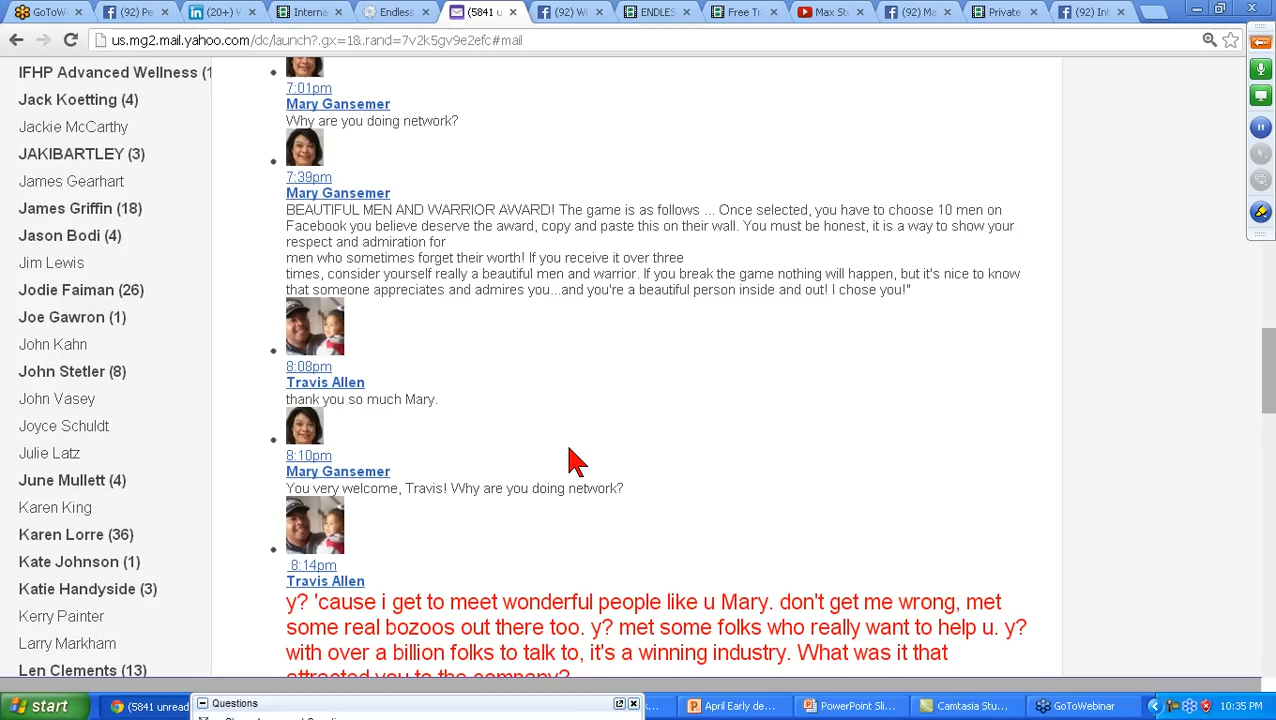 GoToW
(92) Pe
(20+) V
Interna
Endless
(5841 u
(92) Wi
ENDLES
Free Tr
Max St
(92) Ma
Private
(92) Int
us.mg2.mail.yahoo.com/dc/launch?.gx=1&.rand=7v2k5gv9e2efc#mail
IFHP Advanced Wellness (1
Jack Koetting (4)
Jackie McCarthy
JAKIBARTLEY (3)
James Gearhart
James Griffin (18)
Jason Bodi (4)
Jim Lewis
Jodie Faiman (26)
Joe Gawron (1)
John Kahn
John Stetler (8)
John Vasey
Joyce Schuldt
Julie Latz
June Mullett (4)
Karen King
Karen Lorre (36)
Kate Johnson (1)
Katie Handyside (3)
Kerry Painter
Larry Markham
Len Clements (13)
7:01pm
Mary Gansemer
Why are you doing network?
7:39pm
Mary Gansemer
BEAUTIFUL MEN AND WARRIOR AWARD! The game is as follows ... Once selected, you have to choose 10 men on
Facebook you believe deserve the award, copy and paste this on their wall. You must be honest, it is a way to show your
respect and admiration for
men who sometimes forget their worth! If you receive it over three
times, consider yourself really a beautiful men and warrior. If you break the game nothing will happen, but it's nice to know
that someone appreciates and admires you...and you're a beautiful person inside and out! I chose you!"
8:08pm
Travis Allen
thank you so much Mary.
8:10pm
Mary Gansemer
You very welcome, Travis! Why are you doing network?
8:14pm
Travis Allen
y? 'cause i get to meet wonderful people like u Mary. don't get me wrong, met
some real bozoos out there too. y? met some folks who really want to help u. y?
with over a billion folks to talk to, it's a winning industry. What was it that
attracted you to the company?
start
(5841 unread
Questions
April Early de...
PowerPoint Sli...
Camtasia Stu...
GoToWebinar
10:35 PM